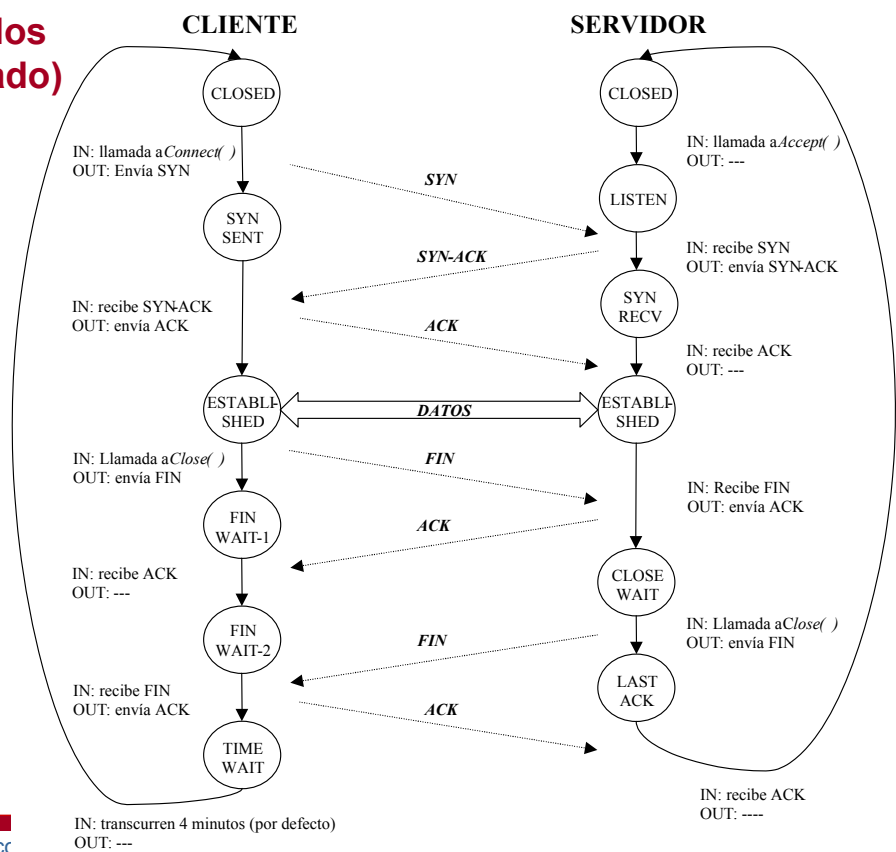 los
ado)
CLIENTE
SERVIDOR
CLOSED
CLOSED
IN: llamada a Connect( )
OUT: Envía SYN
IN: llamada a Accept( )
OUT: ---
SYN
LISTEN
SYN
SENT
SYN-ACK
IN: recibe SYN
OUT: envía SYN-ACK
IN: recibe SYN-ACK
OUT: envía ACK
SYN
RECV
ACK
IN: recibe ACK
OUT: ---
ESTABLI-
SHED
DATOS
ESTABLI-
SHED
IN: Llamada a Close( )
OUT: envía FIN
FIN
IN: Recibe FIN
OUT: envía ACK
FIN
WAIT-1
ACK
IN: recibe ACK
OUT: ---
CLOSE
WAIT
IN: Llamada a Close( )
OUT: envía FIN
FIN
WAIT-2
FIN
IN: recibe FIN
OUT: envía ACK
LAST
ACK
ACK
TIME
WAIT
IN: recibe ACK
OUT: ----
IN: transcurren 4 minutos (por defecto)
OUT: ---